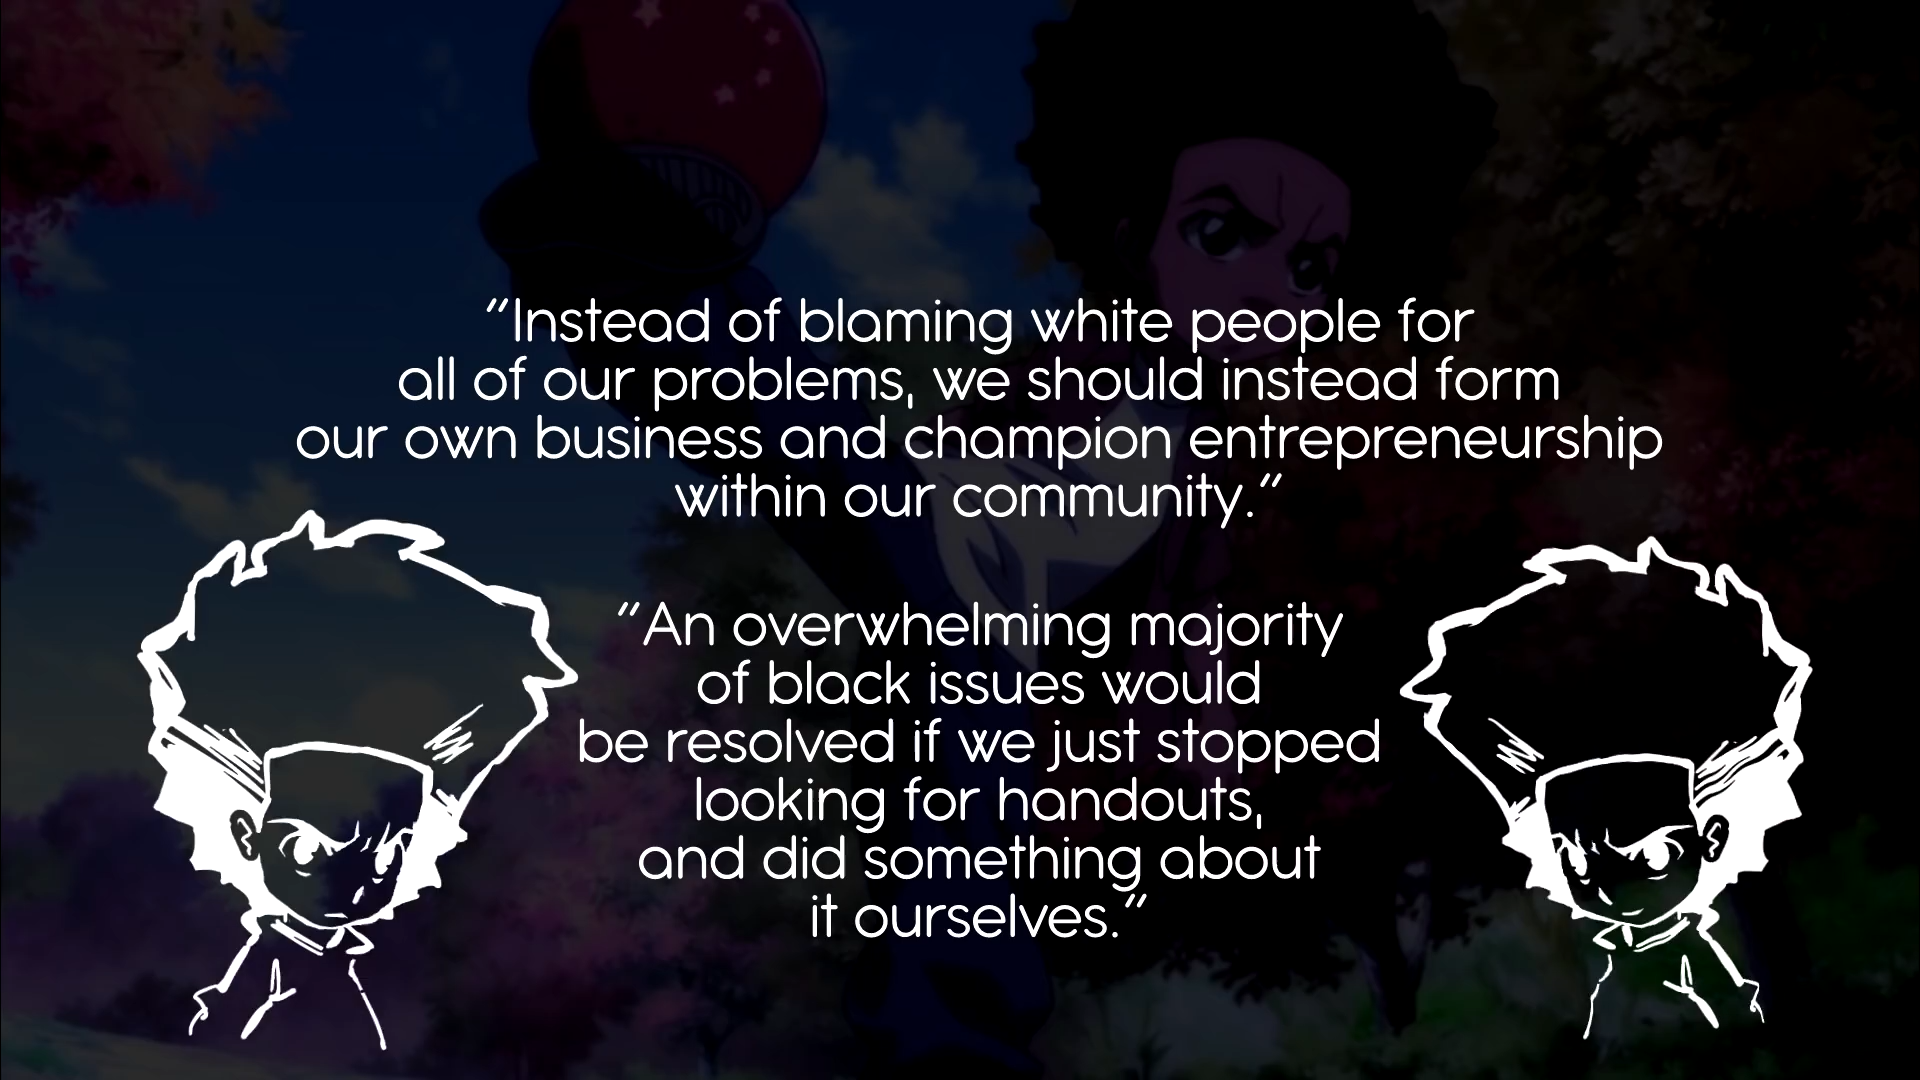 "Instead of blaming white people for
all of our problems, we should instead form
our own business and champion entrepreneurship
within our community."
"An overwhelming majority
of black issues would
be resolved if we just stopped
looking for handouts,
and did something about
it ourselves."